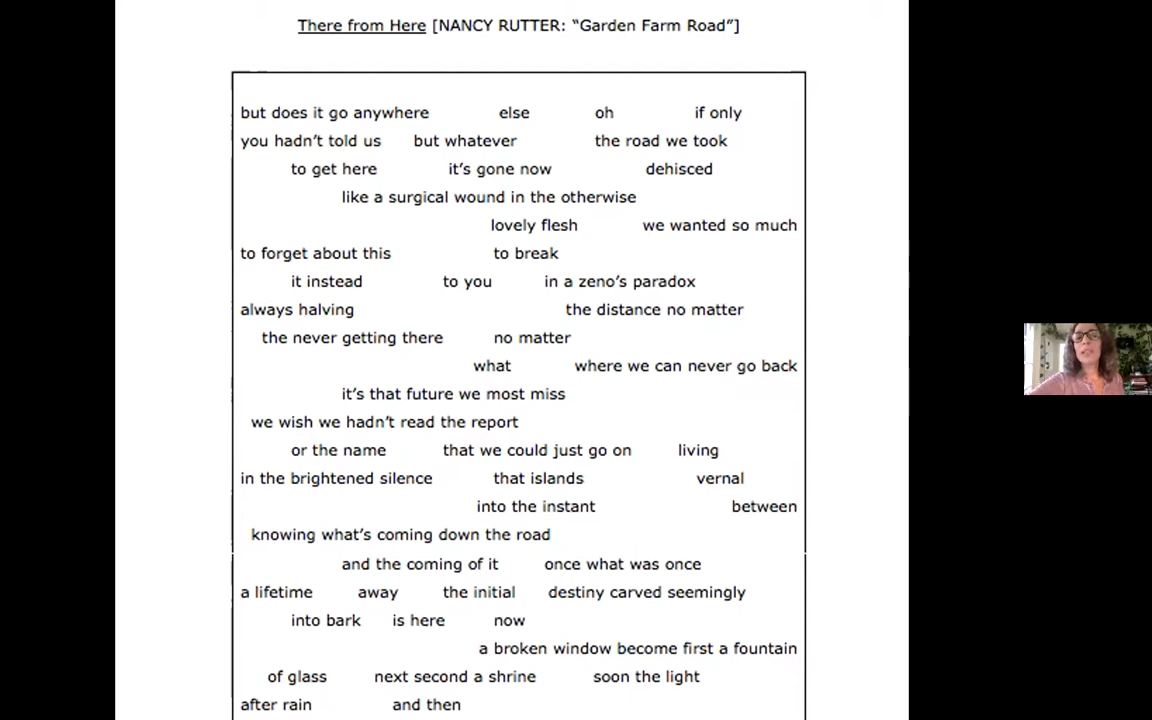 There from Here [NANCY RUTTER: “Garden Farm Road”]
but does it go anywhere else oh if only
you hadn’t told us but whatever the road we took
to get here it’s gone now dehisced
like a surgical wound in the otherwise
lovely flesh we wanted so much
to forget about this to break
it instead to you in a zeno’s paradox
always halving the distance no matter
the never getting there no matter
what where we can never go back
it’s that future we most miss
we wish we hadn’t read the report
or the name that we could just go on living
in the brightened silence that islands vernal
into the instant between
knowing what’s coming down the road
and the coming of it once what was once
a lifetime away the initial destiny carved seemingly
into bark is here now
a broken window become first a fountain
of glass next second a shrine soon the light
after rain and then